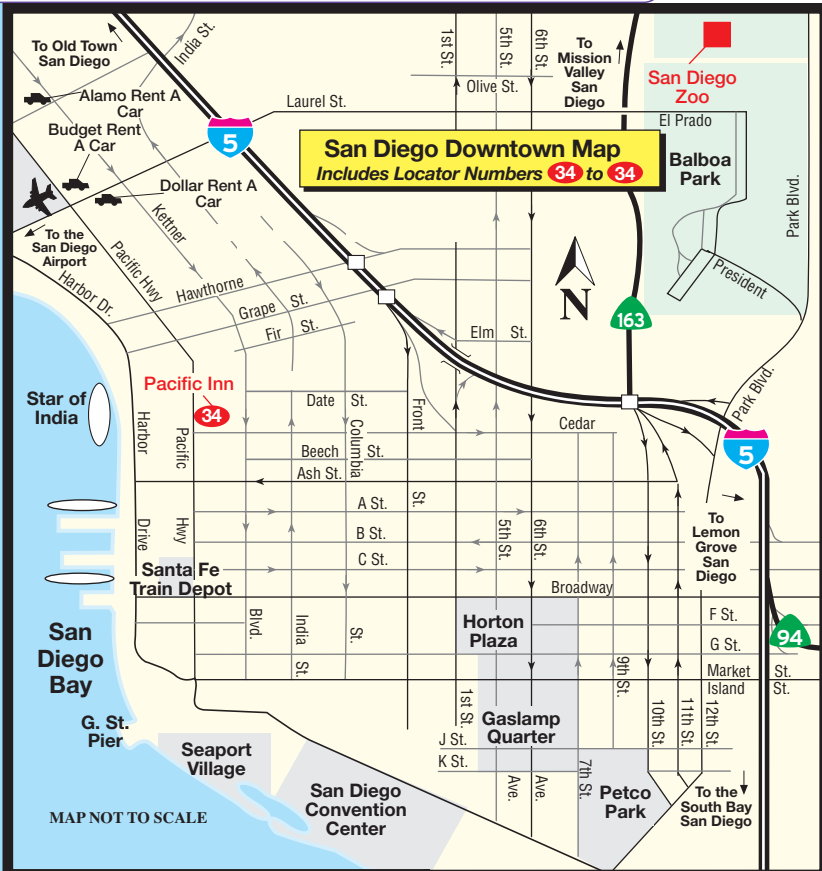 To Old Town
San Diego
India St.
1st St.
5th St.
6th St.
To
Mission
Valley
San
Diego
San Diego
Zoo
Alamo Rent A
Car
Olive St.
Laurel St.
El Prado
Budget Rent
A Car
5
San Diego Downtown Map
Includes Locator Numbers 34 to 34
Balboa
Park
Park Blvd.
Dollar Rent A
Car
Kettner
To the
San Diego
Airport
Pacific Hwy
Harbor Dr.
Hawthorne
Grape St.
Fir St.
N
President
163
Elm St.
Pacific Inn
34
Star of
India
Date St.
Front
St.
Park Blvd.
Cedar
Harbor
Drive
Pacific
Hwy
Columbia
St.
Beech St.
Ash St.
5
A St.
B St.
C St.
5th St.
6th St.
To
Lemon
Grove
San
Diego
Santa Fe
Train Depot
Broadway
Blvd.
India
St.
Horton
Plaza
F St.
94
G St.
San
Diego
Bay
9th St.
Market St.
Island St.
1st St.
10th St.
11th St.
12th St.
G. St.
Pier
Gaslamp
Quarter
J St.
K St.
Seaport
Village
Ave.
Ave.
7th St.
Petco
Park
To the
South Bay
San Diego
San Diego
Convention
Center
MAP NOT TO SCALE